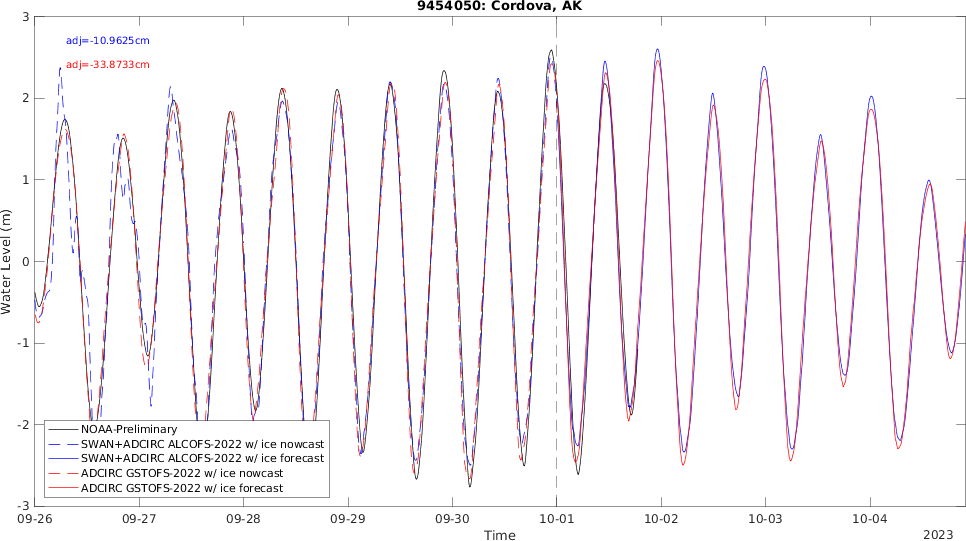 9454050: Cordova, AK
adj=-10.9625cm
adj=-33.8733cm
Water Level (m)
3
2
1
0
-1
-2
-3
NOAA-Preliminary
SWAN+ADCIRC ALCOFS-2022 w/ ice nowcast
SWAN+ADCIRC ALCOFS-2022 w/ ice forecast
ADCIRC GSTOFS-2022 w/ ice nowcast
ADCIRC GSTOFS-2022 w/ ice forecast
09-26 09-27 09-28 09-29 09-30 10-01 10-02 10-03 10-04
Time
2023